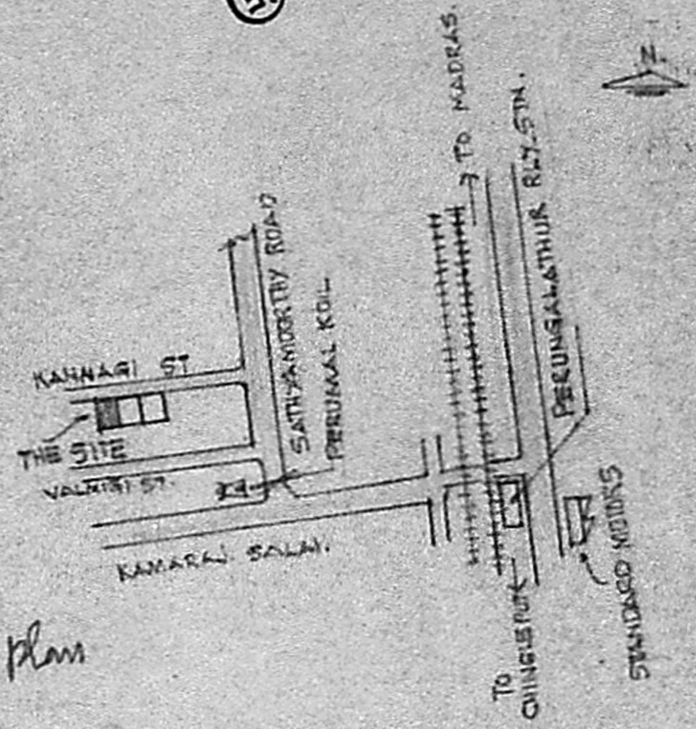 N
TO MADRAS.
PERUNGALATHUR RLY. STN.
SATHYAMOORTHY ROAD
PERUMAL KOIL
KANNAGI ST
THE SITE
VALMIGI ST.
KAMARAJ SALAI.
TO
CHINGLEPUT
STANDARD MOTORS
Plan